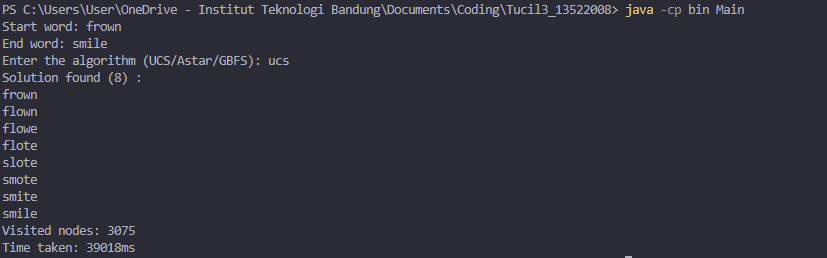 PS C:\Users\User\OneDrive - Institut Teknologi Bandung\Documents\Coding\Tucil3_13522008> java -cp bin Main
Start word: frown
End word: smile
Enter the algorithm (UCS/Astar/GBFS): ucs
Solution found (8) :
frown
flown
flowe
flote
slote
smote
smite
smile
Visited nodes: 3075
Time taken: 39018ms